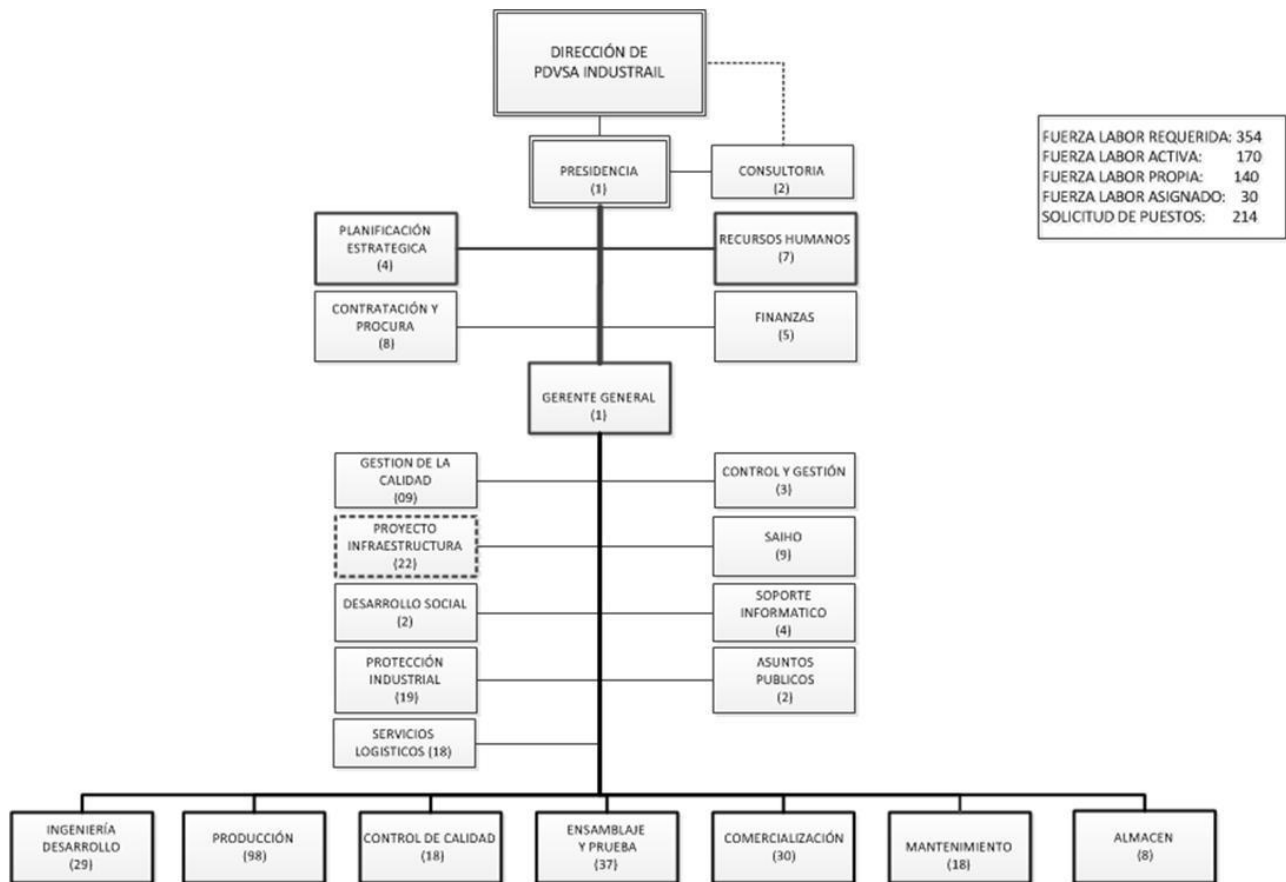 DIRECCIÓN DE
PDVSA INDUSTRAIL
FUERZA LABOR REQUERIDA: 354
FUERZA LABOR ACTIVA: 170
FUERZA LABOR PROPIA: 140
FUERZA LABOR ASIGNADO: 30
SOLICITUD DE PUESTOS: 214
PRESIDENCIA
(1)
CONSULTORIA
(2)
PLANIFICACIÓN
ESTRATEGICA
(4)
RECURSOS HUMANOS
(7)
CONTRATACIÓN Y
PROCURA
(8)
FINANZAS
(5)
GERENTE GENERAL
(1)
GESTION DE LA
CALIDAD
(09)
CONTROL Y GESTIÓN
(3)
PROYECTO
INFRAESTRUCTURA
(22)
SAIHO
(9)
DESARROLLO SOCIAL
(2)
SOPORTE
INFORMATICO
(4)
PROTECCIÓN
INDUSTRIAL
(19)
ASUNTOS
PUBLICOS
(2)
SERVICIOS
LOGISTICOS (18)
INGENIERÍA
DESARROLLO
(29)
PRODUCCIÓN
(98)
CONTROL DE CALIDAD
(18)
ENSAMBLAJE
Y PRUEBA
(37)
COMERCIALIZACIÓN
(30)
MANTENIMIENTO
(18)
ALMACEN
(8)